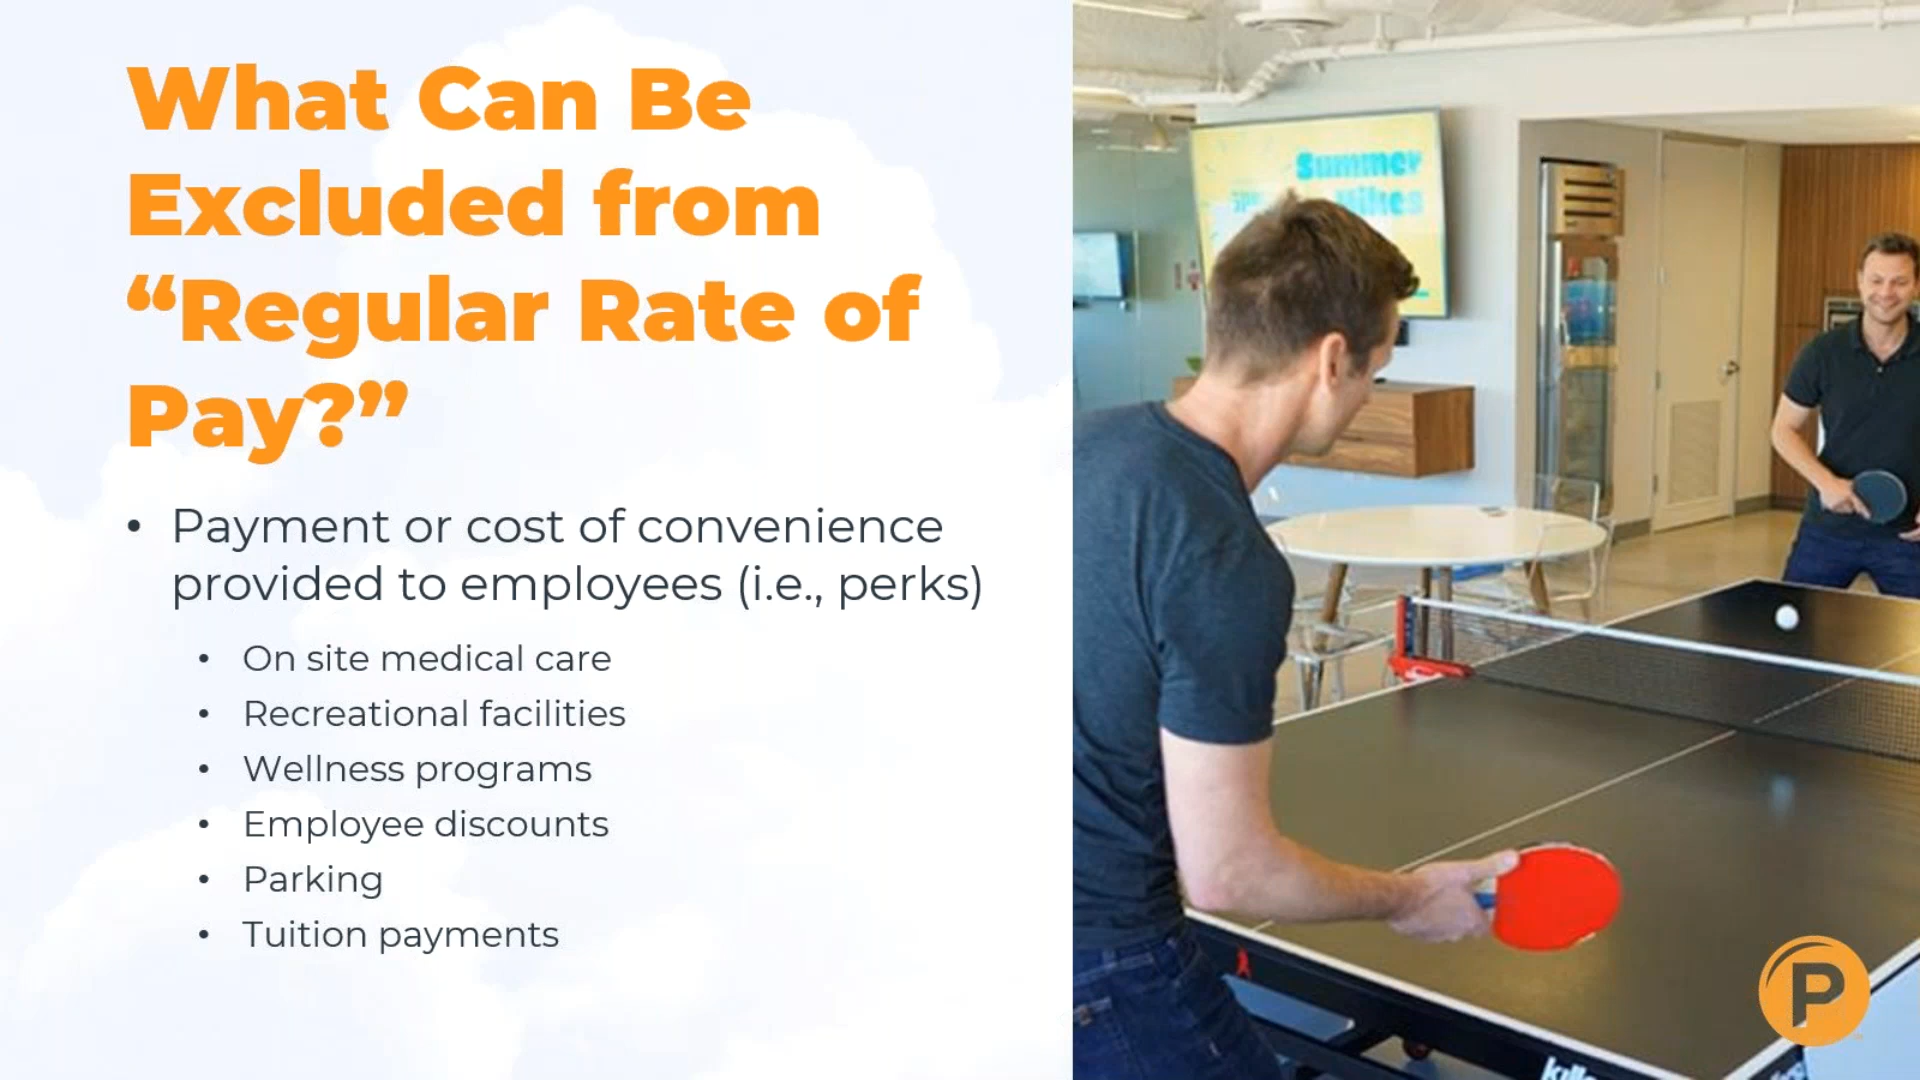 What Can Be
Excluded from
“Regular Rate of
Pay?”
• Payment or cost of convenience
provided to employees (i.e., perks)
• On site medical care
• Recreational facilities
• Wellness programs
• Employee discounts
• Parking
• Tuition payments
Summer
Hikes
P